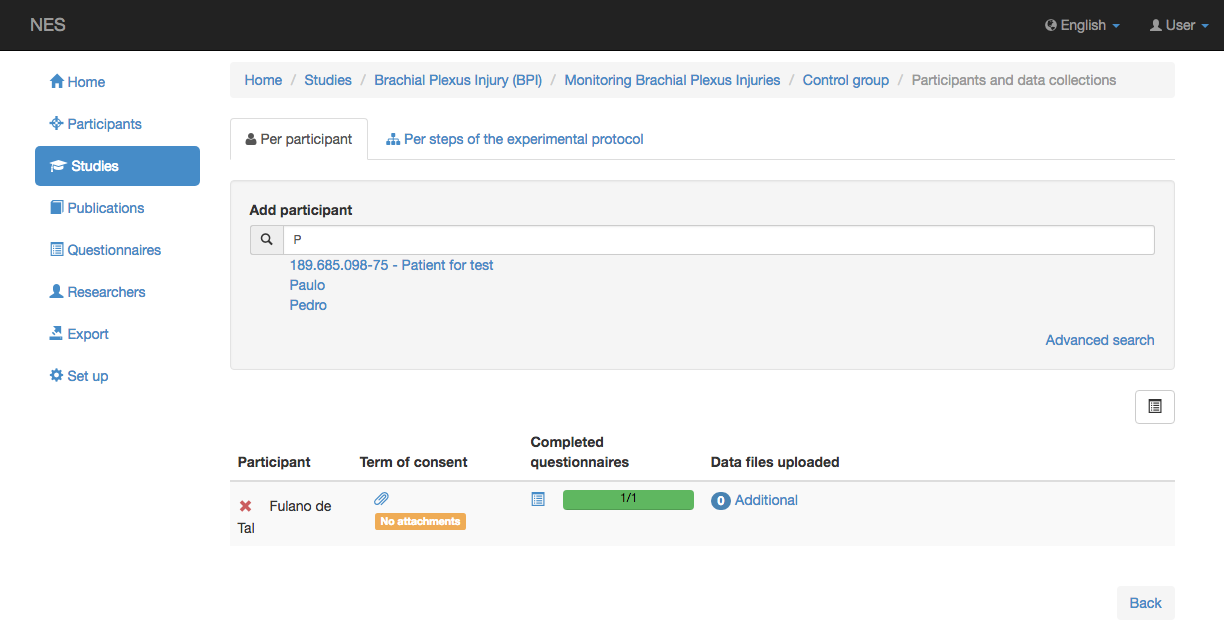 NES
English
User
Home
Participants
Studies
Publications
Questionnaires
Researchers
Export
Set up
Home / Studies / Brachial Plexus Injury (BPI) / Monitoring Brachial Plexus Injuries / Control group / Participants and data collections
Per participant
Per steps of the experimental protocol
Add participant
P
189.685.098-75 - Patient for test
Paulo
Pedro
Advanced search
Participant
Term of consent
Completed
questionnaires
Data files uploaded
Fulano de
Tal
No attachments
1/1
0 Additional
Back